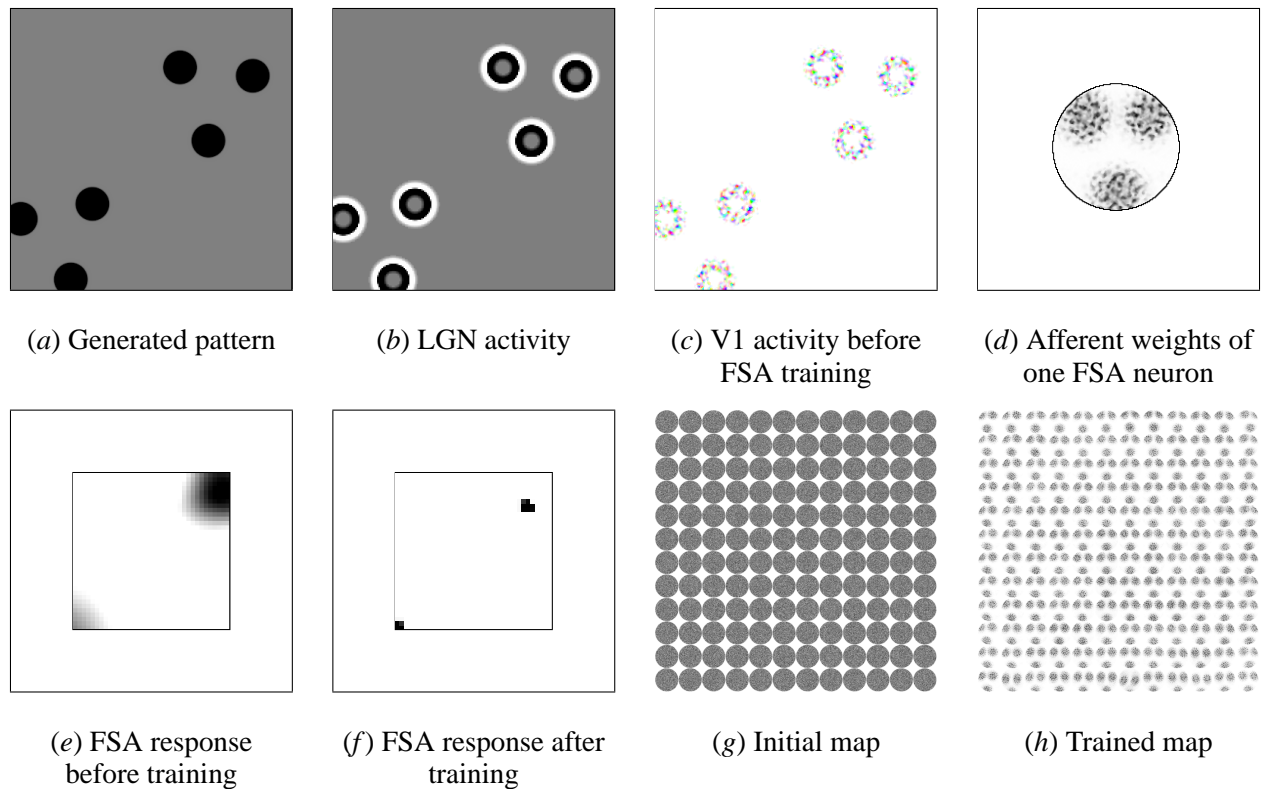 (a) Generated pattern
(b) LGN activity
(c) V1 activity before
FSA training
(d) Afferent weights of
one FSA neuron
(e) FSA response
before training
(f) FSA response after
training
(g) Initial map
(h) Trained map